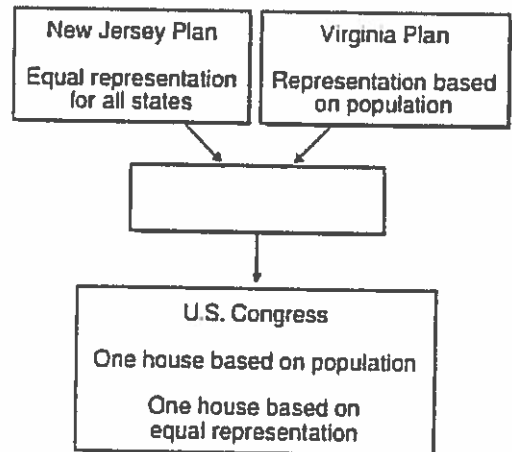 New Jersey Plan
Equal representation
for all states
Virginia Plan
Representation based
on population
U.S. Congress
One house based on population
One house based on
equal representation